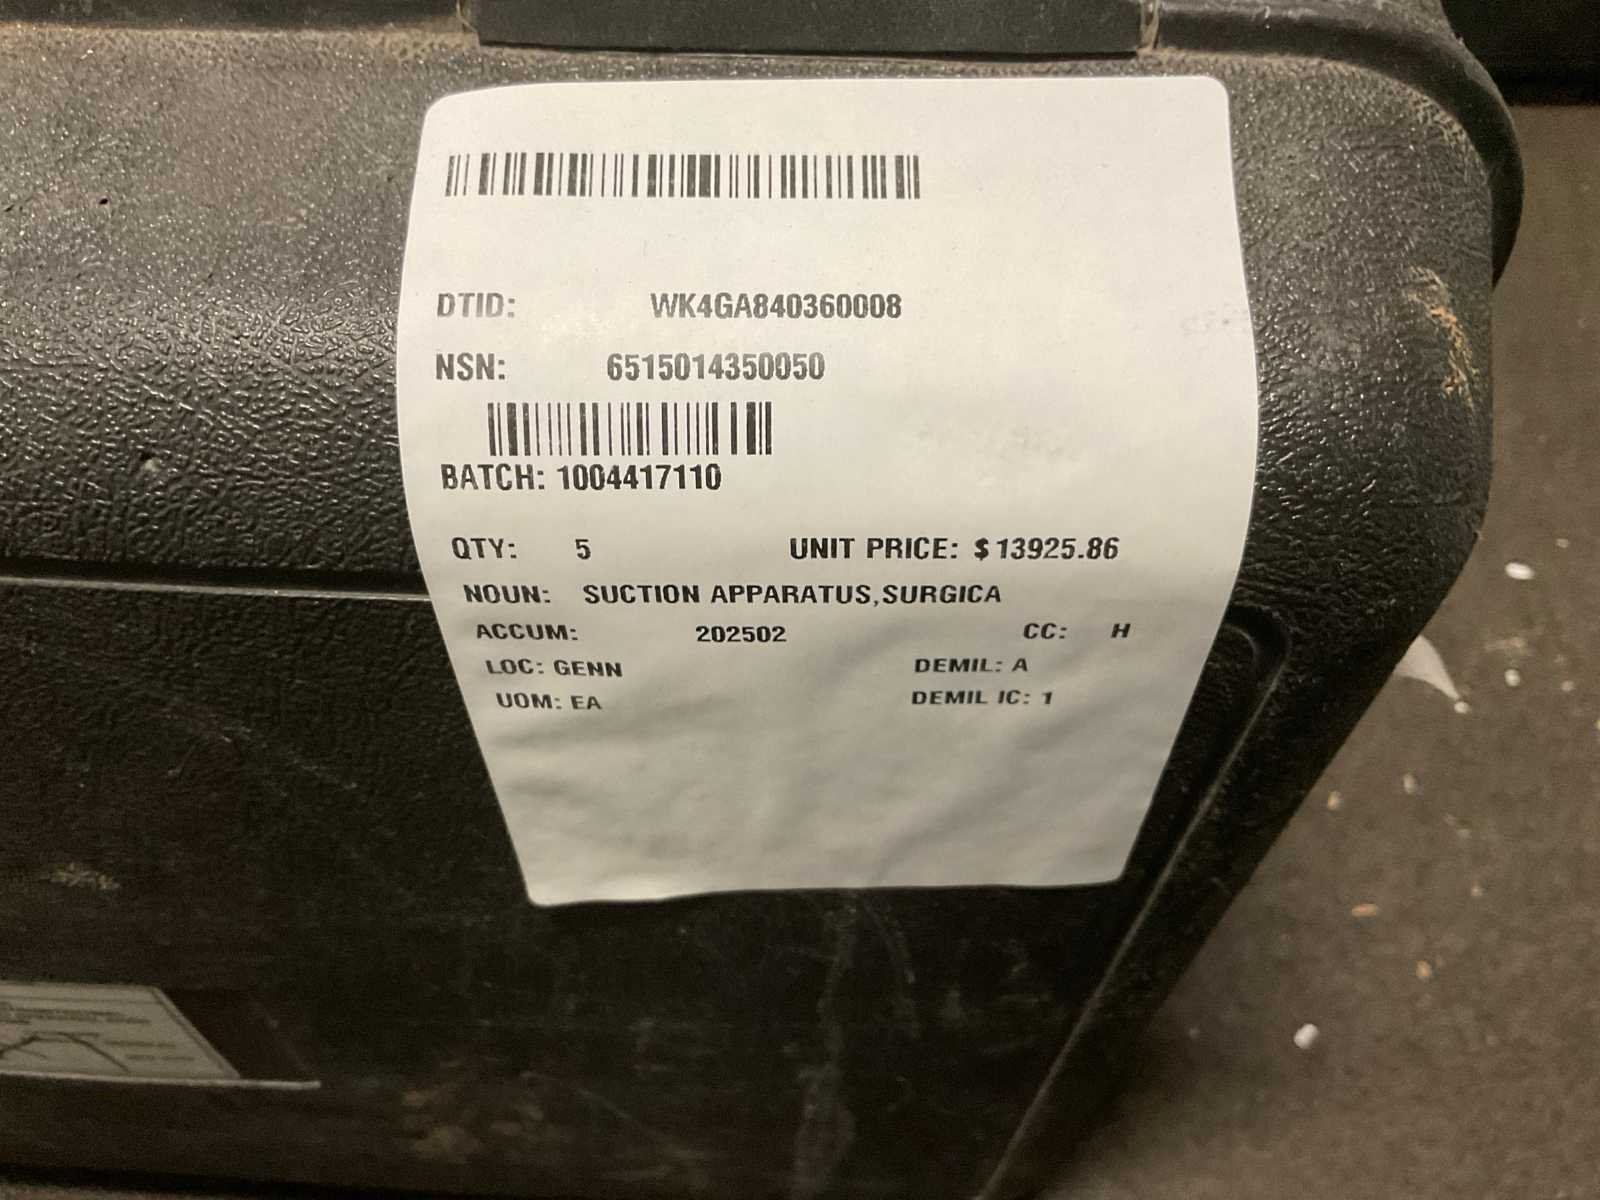 DTID: WK4GA840360008
NSN: 6515014350050
BATCH: 1004417110
QTY: 5 UNIT PRICE: $ 13925.86
NOUN: SUCTION APPARATUS,SURGICA
ACCUM: 202502 CC: H
LOC: GENN DEMIL: A
UOM: EA DEMIL IC: 1